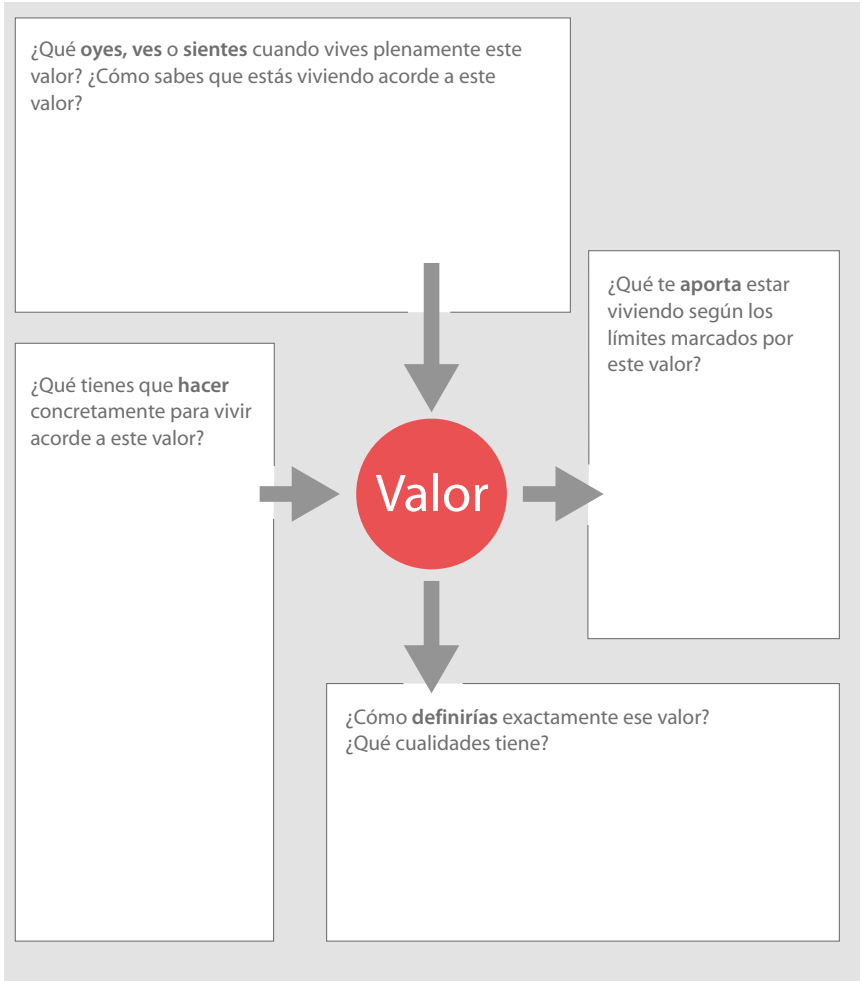 ¿Qué oyes, ves o sientes cuando vives plenamente este
valor? ¿Cómo sabes que estás viviendo acorde a este
valor?
¿Qué te aporta estar
viviendo según los
límites marcados por
este valor?
¿Qué tienes que hacer
concretamente para vivir
acorde a este valor?
Valor
¿Cómo definirías exactamente ese valor?
¿Qué cualidades tiene?